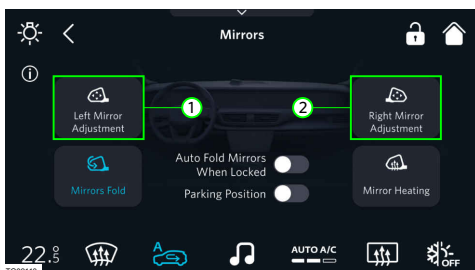 Mirrors
1
2
Left Mirror
Adjustment
Right Mirror
Adjustment
Auto Fold Mirrors
When Locked
Mirrors Fold
Parking Position
Mirror Heating
A
22.5°
AUTO A/C
OFF